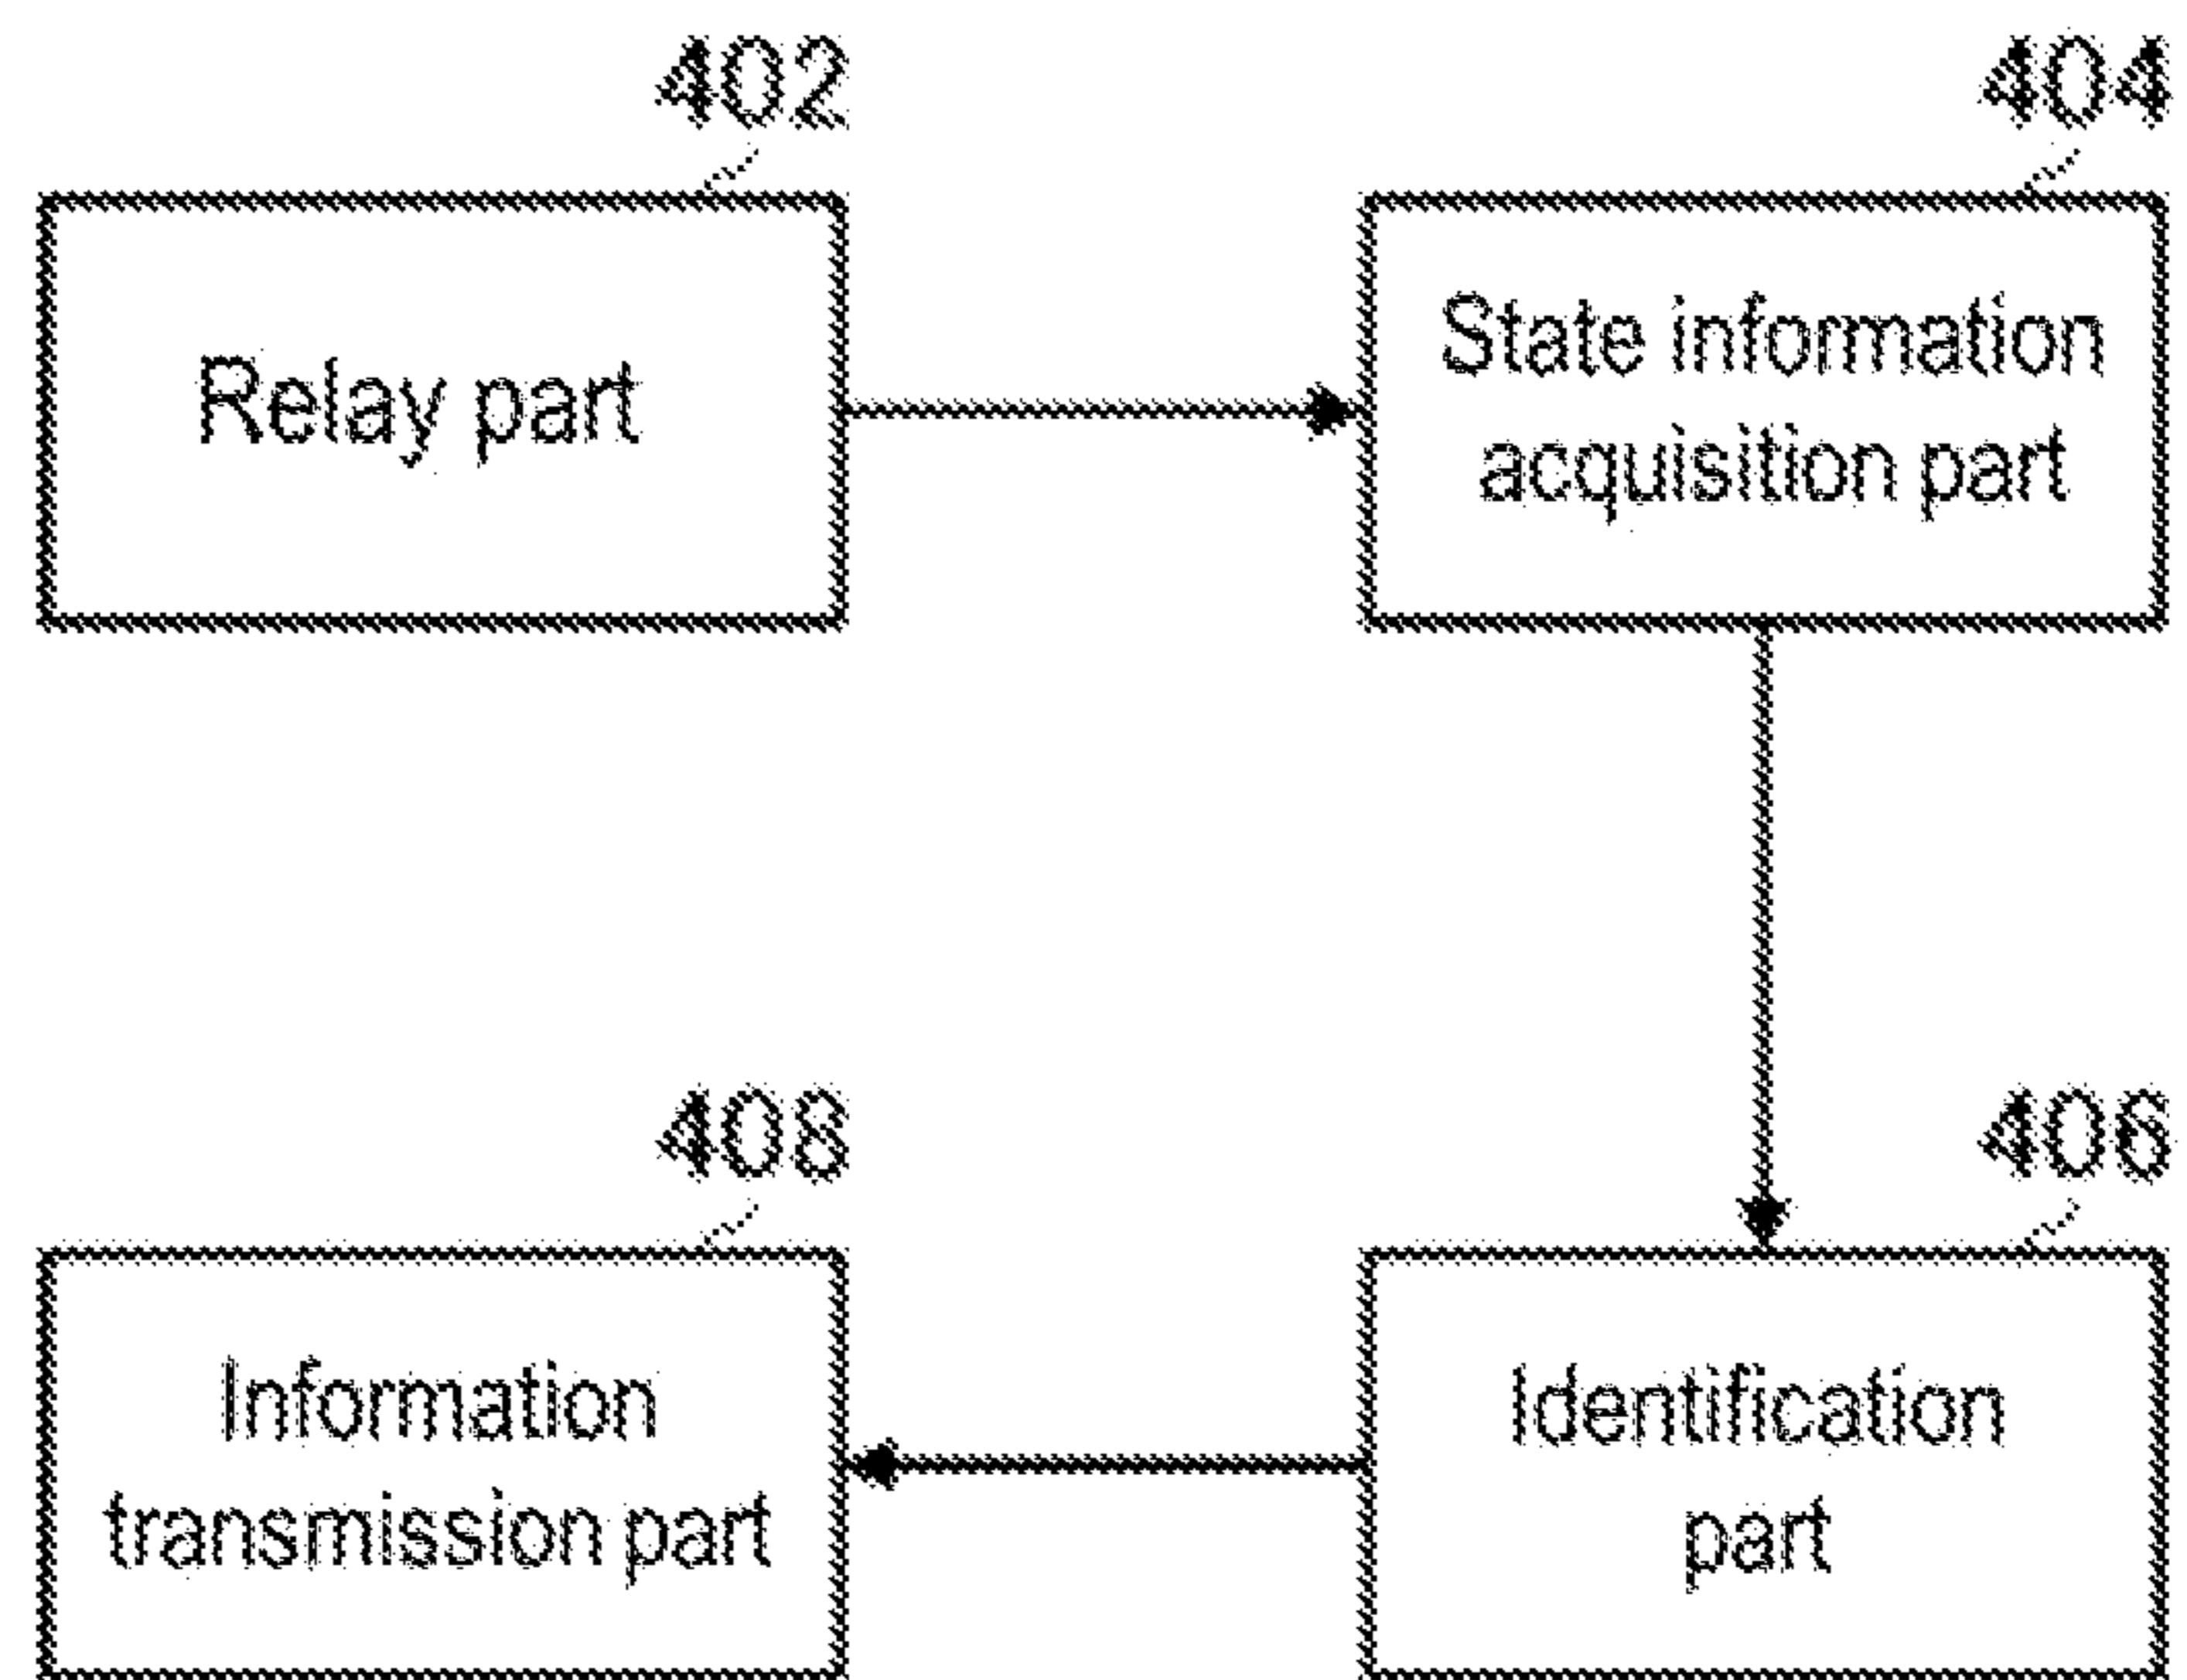 402
404
Relay part
State information
acquisition part
408
406
Information
transmission part
Identification
part